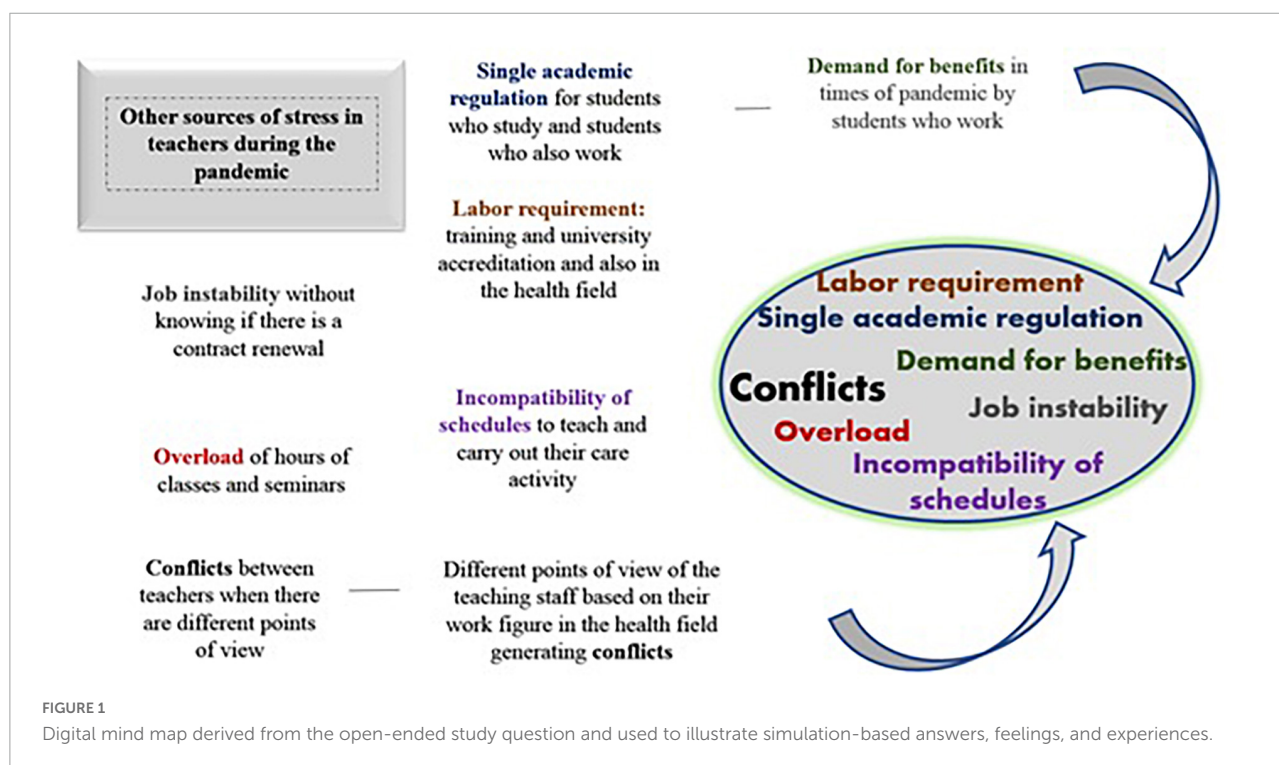 Other sources of stress in
teachers during the
pandemic
Single academic
regulation for students
who study and students
who also work
Demand for benefits in
times of pandemic by
students who work
Labor requirement:
training and university
accreditation and also in
the health field
Job instability without
knowing if there is a
contract renewal
Incompatibility of
schedules to teach and
carry out their care
activity
Overload of hours of
classes and seminars
Conflicts between
teachers when there
are different points
of view
Different points of view of the
teaching staff based on their
work figure in the health field
generating conflicts
Labor requirement
Single academic regulation
Demand for benefits
Conflicts
Job instability
Overload
Incompatibility of
schedules
FIGURE 1
Digital mind map derived from the open-ended study question and used to illustrate simulation-based answers, feelings, and experiences.